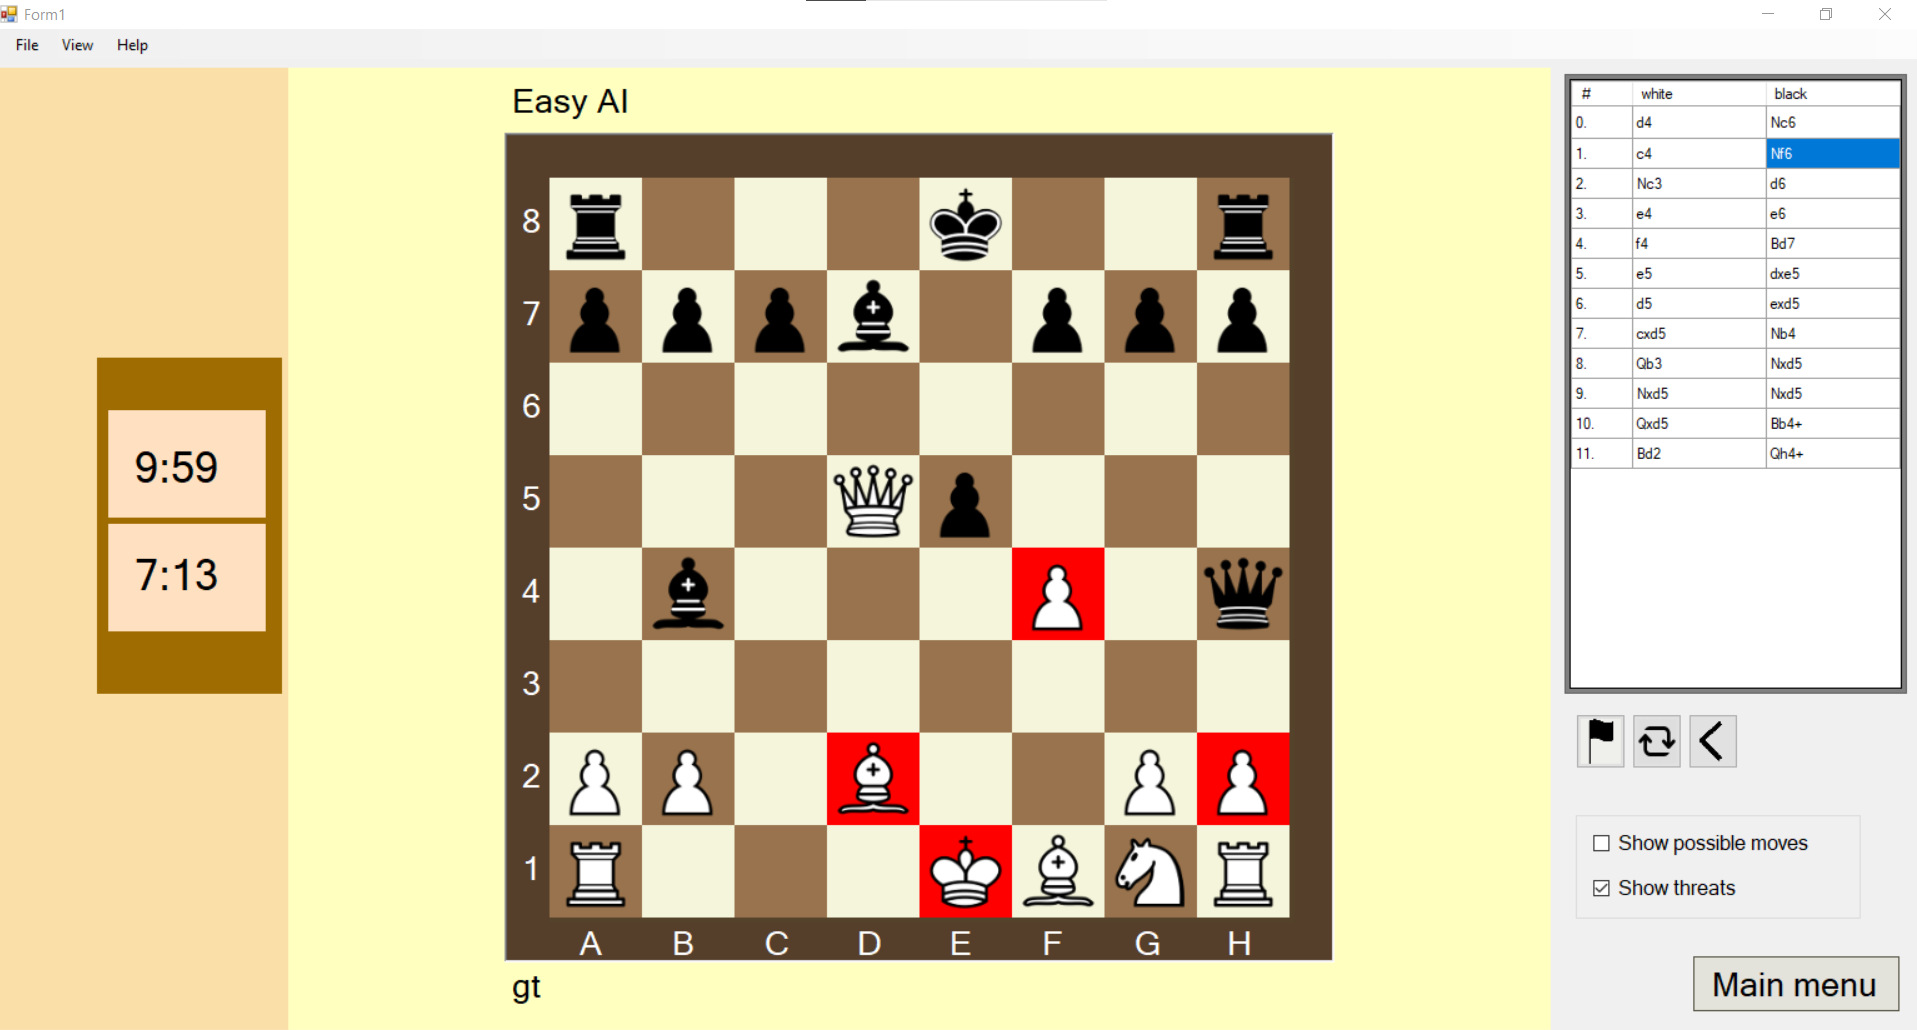 Form1
File View Help
Easy AI
8
7
6
5
4
3
2
1
A B C D E F G H
gt
9:59
7:13
# white black
0. d4 Nc6
1. c4 Nf6
2. Nc3 d6
3. e4 e6
4. f4 Bd7
5. e5 dxe5
6. d5 exd5
7. cxd5 Nb4
8. Qb3 Nxd5
9. Nxd5 Nxd5
10. Qxd5 Bb4+
11. Bd2 Qh4+
Show possible moves
Show threats
Main menu